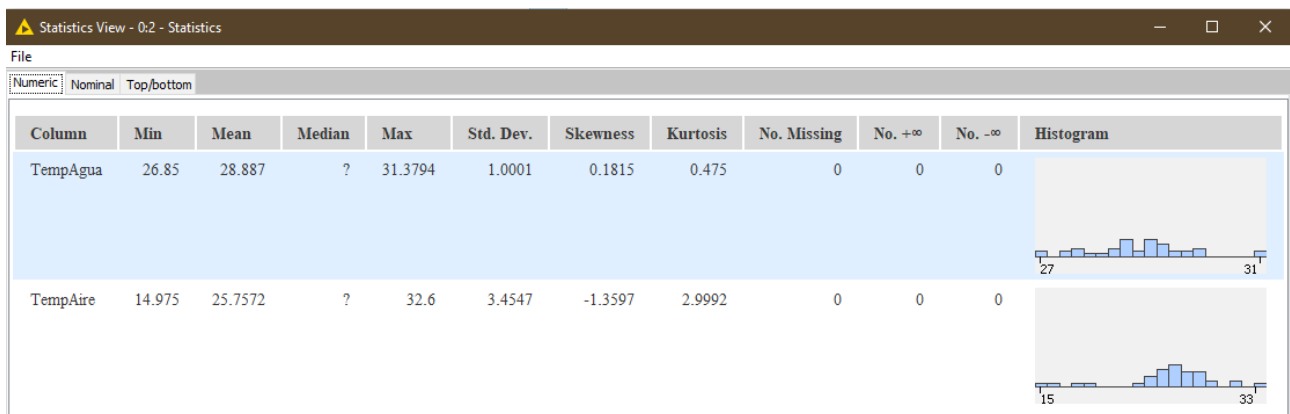 Statistics View - 0:2 - Statistics
File
Numeric Nominal Top/bottom
Column Min Mean Median Max Std. Dev. Skewness Kurtosis No. Missing No. +∞ No. -∞ Histogram
TempAgua 26.85 28.887 ? 31.3794 1.0001 0.1815 0.475 0 0 0
27 31
TempAire 14.975 25.7572 ? 32.6 3.4547 -1.3597 2.9992 0 0 0
15 33